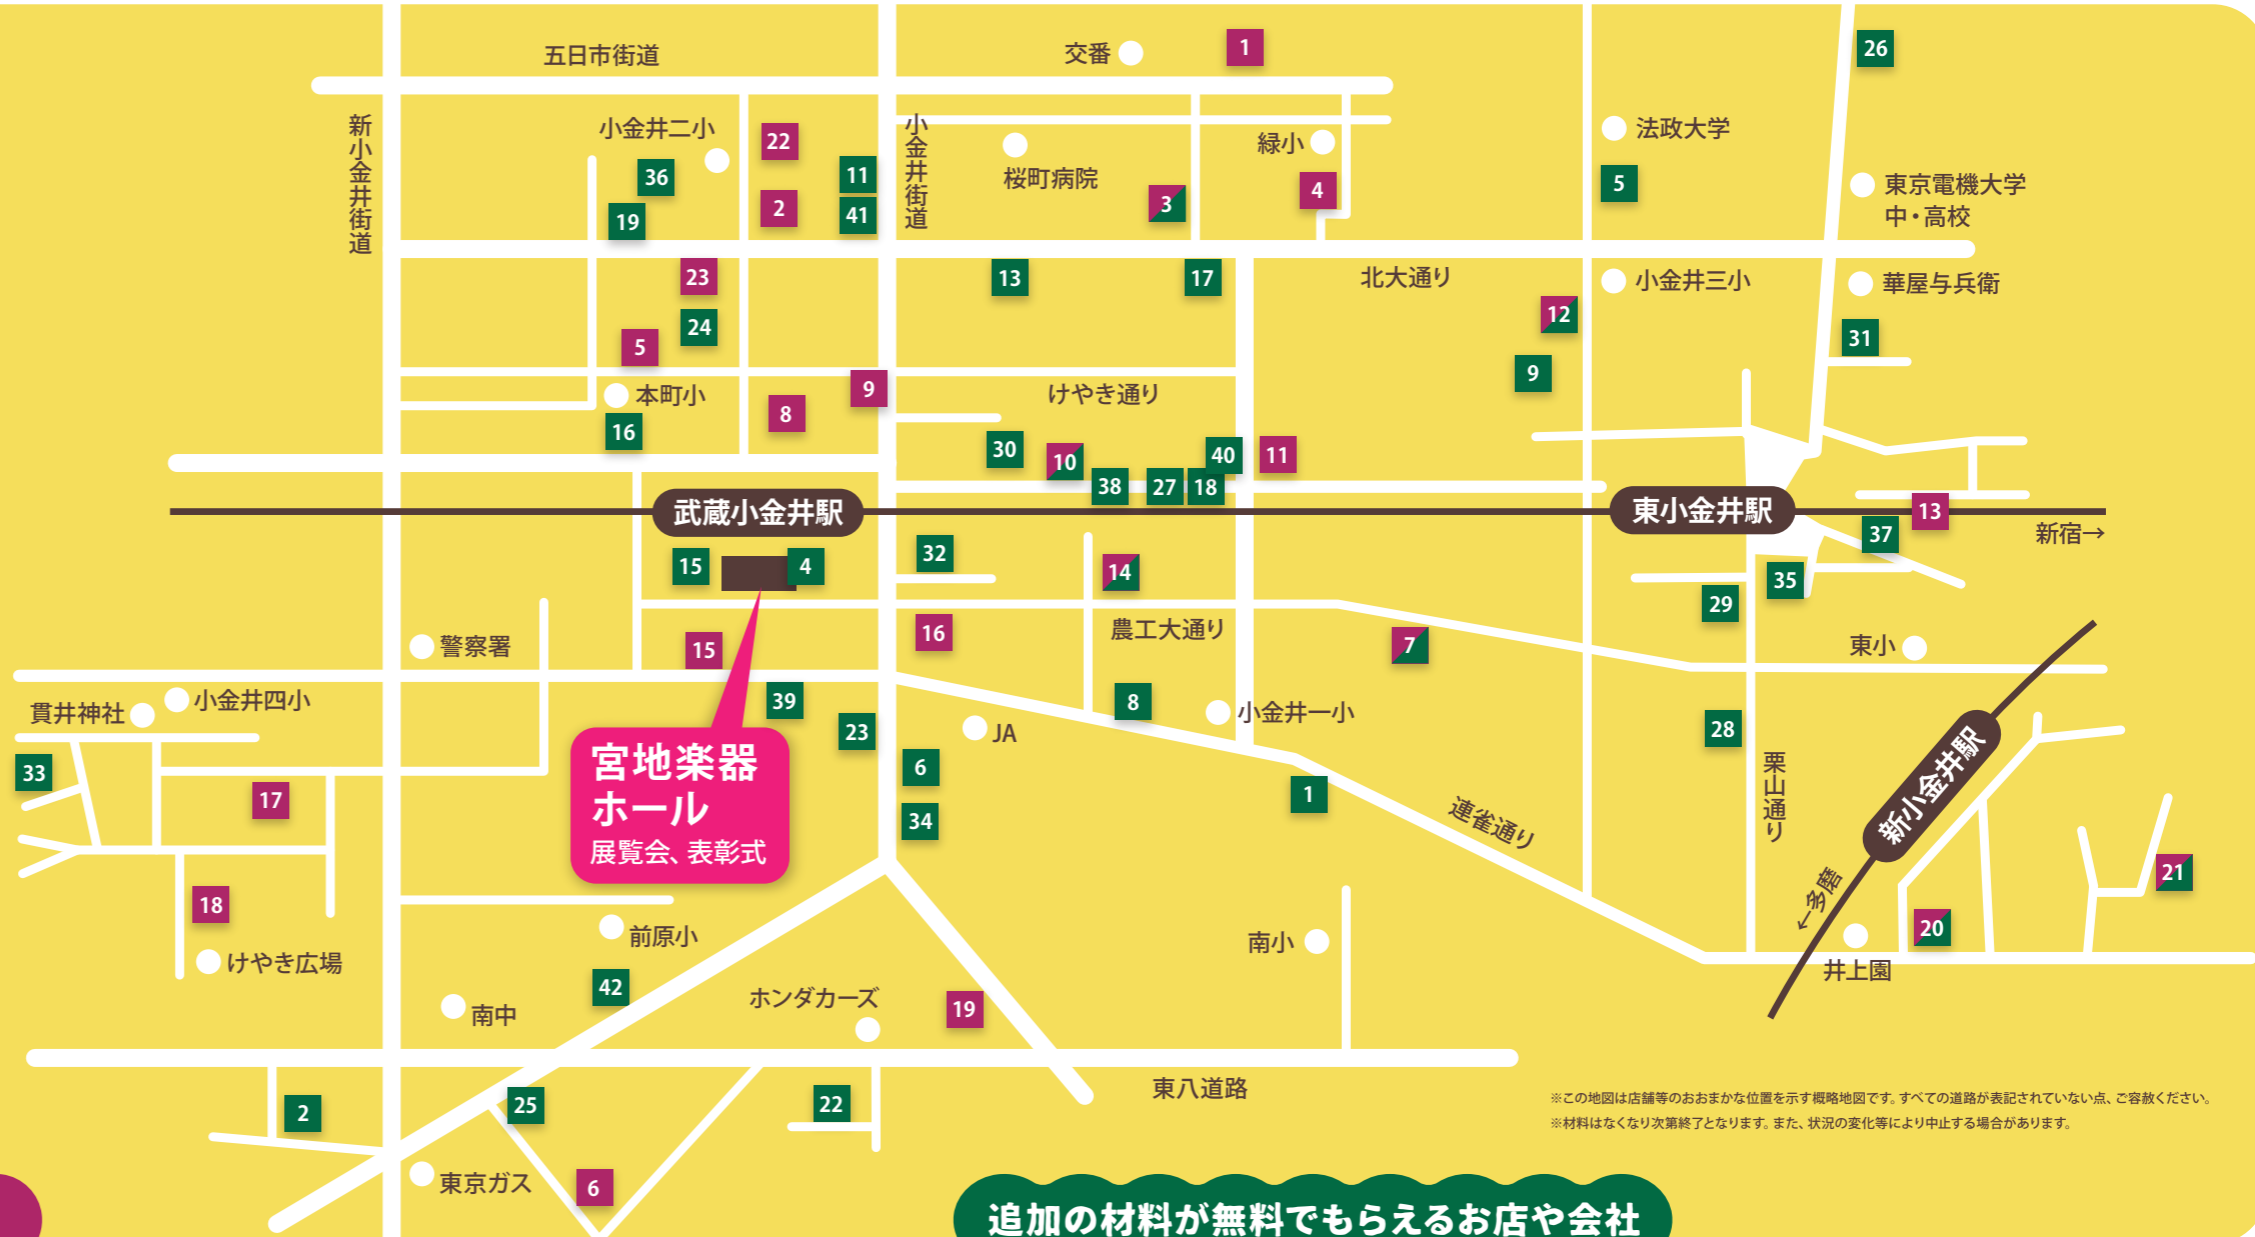 五日市街道
交番
1
26
新小金井街道
小金井二小
22
小金井街道
緑小
法政大学
36
11
桜町病院
5
東京電機大学
中・高校
19
2
41
3
4
23
13
17
北大通り
小金井三小
華屋与兵衛
24
12
31
5
9
9
本町小
けやき通り
8
16
30
10
40
11
38
27
18
武蔵小金井駅
東小金井駅
13
新宿→
37
15
4
32
14
35
29
警察署
15
16
農工大通り
7
東小
貫井神社
小金井四小
39
8
小金井一小
23
JA
28
新小金井駅
33
17
宮地楽器
ホール
展覧会、表彰式
6
34
1
連雀通り
栗山通り
←多磨
21
18
けやき広場
前原小
南小
20
井上園
42
南中
ホンダカーズ
19
2
25
22
東八道路
※この地図は店舗等のおおまかな位置を示す概略地図です。すべての道路が表記されていない点、ご容赦ください。
※材料はなくなり次第終了となります。また、状況の変化等により中止する場合があります。
東京ガス
6
追加の材料が無料でもらえるお店や会社